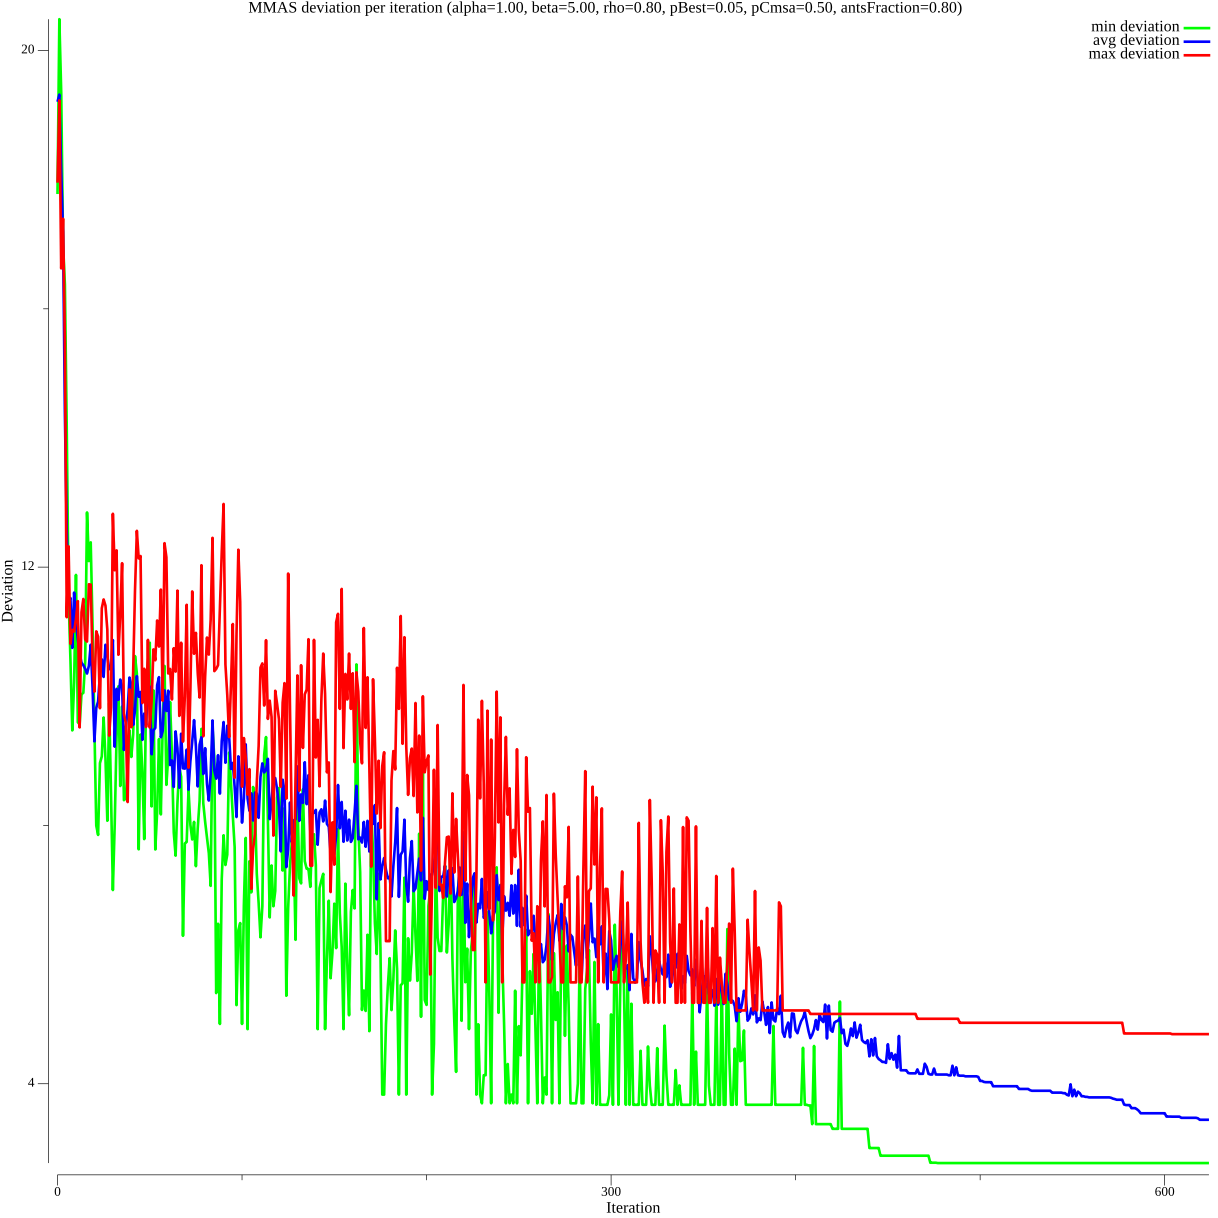 MMAS deviation per iteration (alpha=1.00, beta=5.00, rho=0.80, pBest=0.05, pCmsa=0.50, antsFraction=0.80)
min deviation
avg deviation
max deviation
20
12
4
Deviation
0
300
600
Iteration